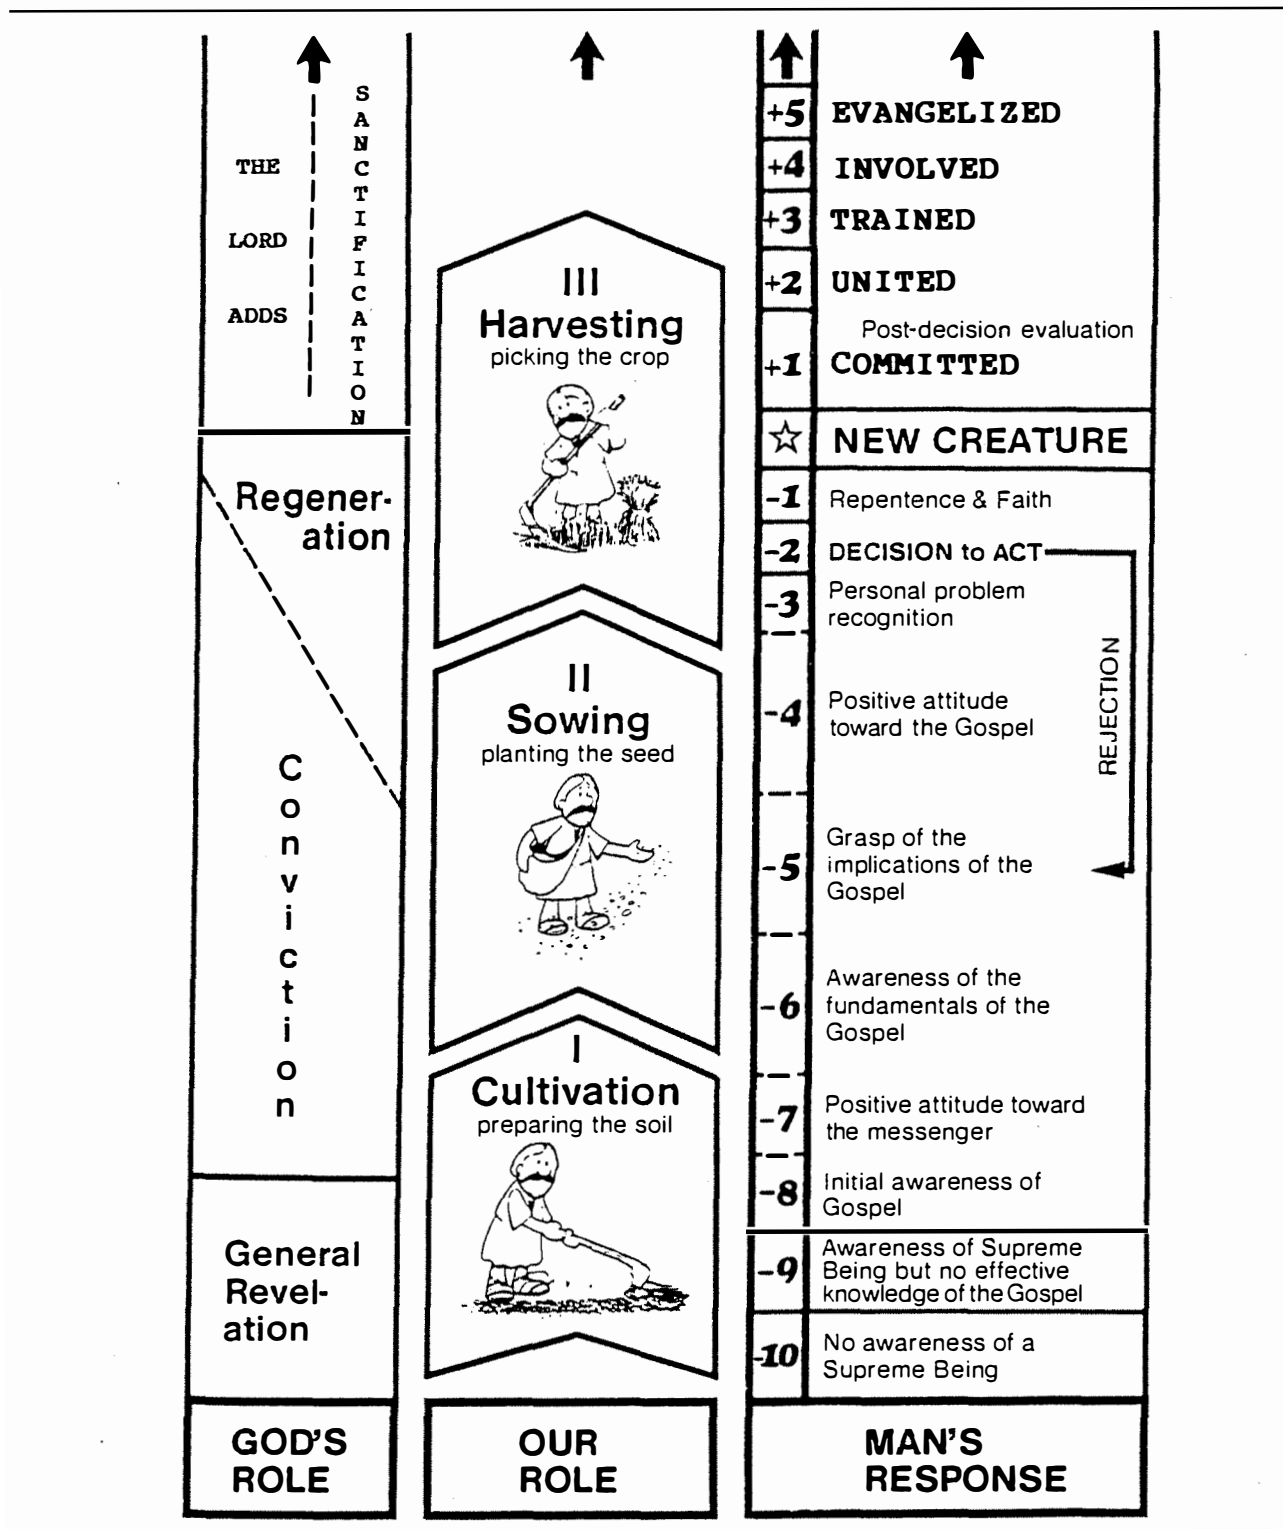 THE
LORD
ADDS
SANCTIFICATION
Regener-
ation
Conviction
General
Revel-
ation
GOD'S
ROLE
III
Harvesting
picking the crop
II
Sowing
planting the seed
I
Cultivation
preparing the soil
OUR
ROLE
+5 EVANGELIZED
+4 INVOLVED
+3 TRAINED
+2 UNITED
Post-decision evaluation
+1 COMMITTED
☆ NEW CREATURE
-1 Repentence & Faith
-2 DECISION to ACT
-3 Personal problem
recognition
REJECTION
-4 Positive attitude
toward the Gospel
-5 Grasp of the
implications of the
Gospel
-6 Awareness of the
fundamentals of the
Gospel
-7 Positive attitude toward
the messenger
-8 Initial awareness of
Gospel
-9 Awareness of Supreme
Being but no effective
knowledge of the Gospel
-10 No awareness of a
Supreme Being
MAN'S
RESPONSE